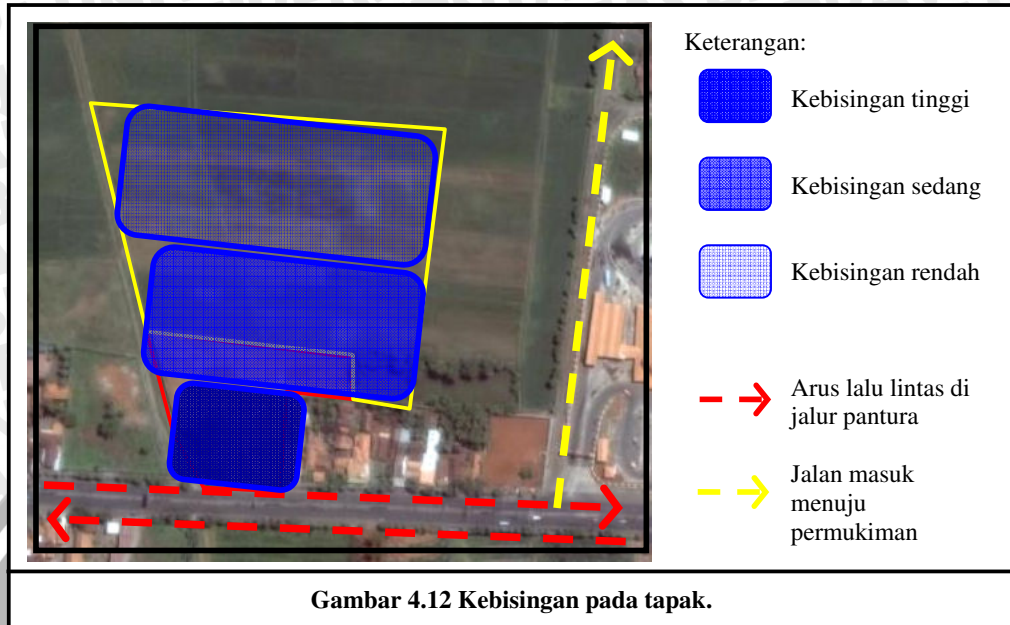 Keterangan:
Kebisingan tinggi
Kebisingan sedang
Kebisingan rendah
Arus lalu lintas di
jalur pantura
Jalan masuk
menuju
permukiman
Gambar 4.12 Kebisingan pada tapak.